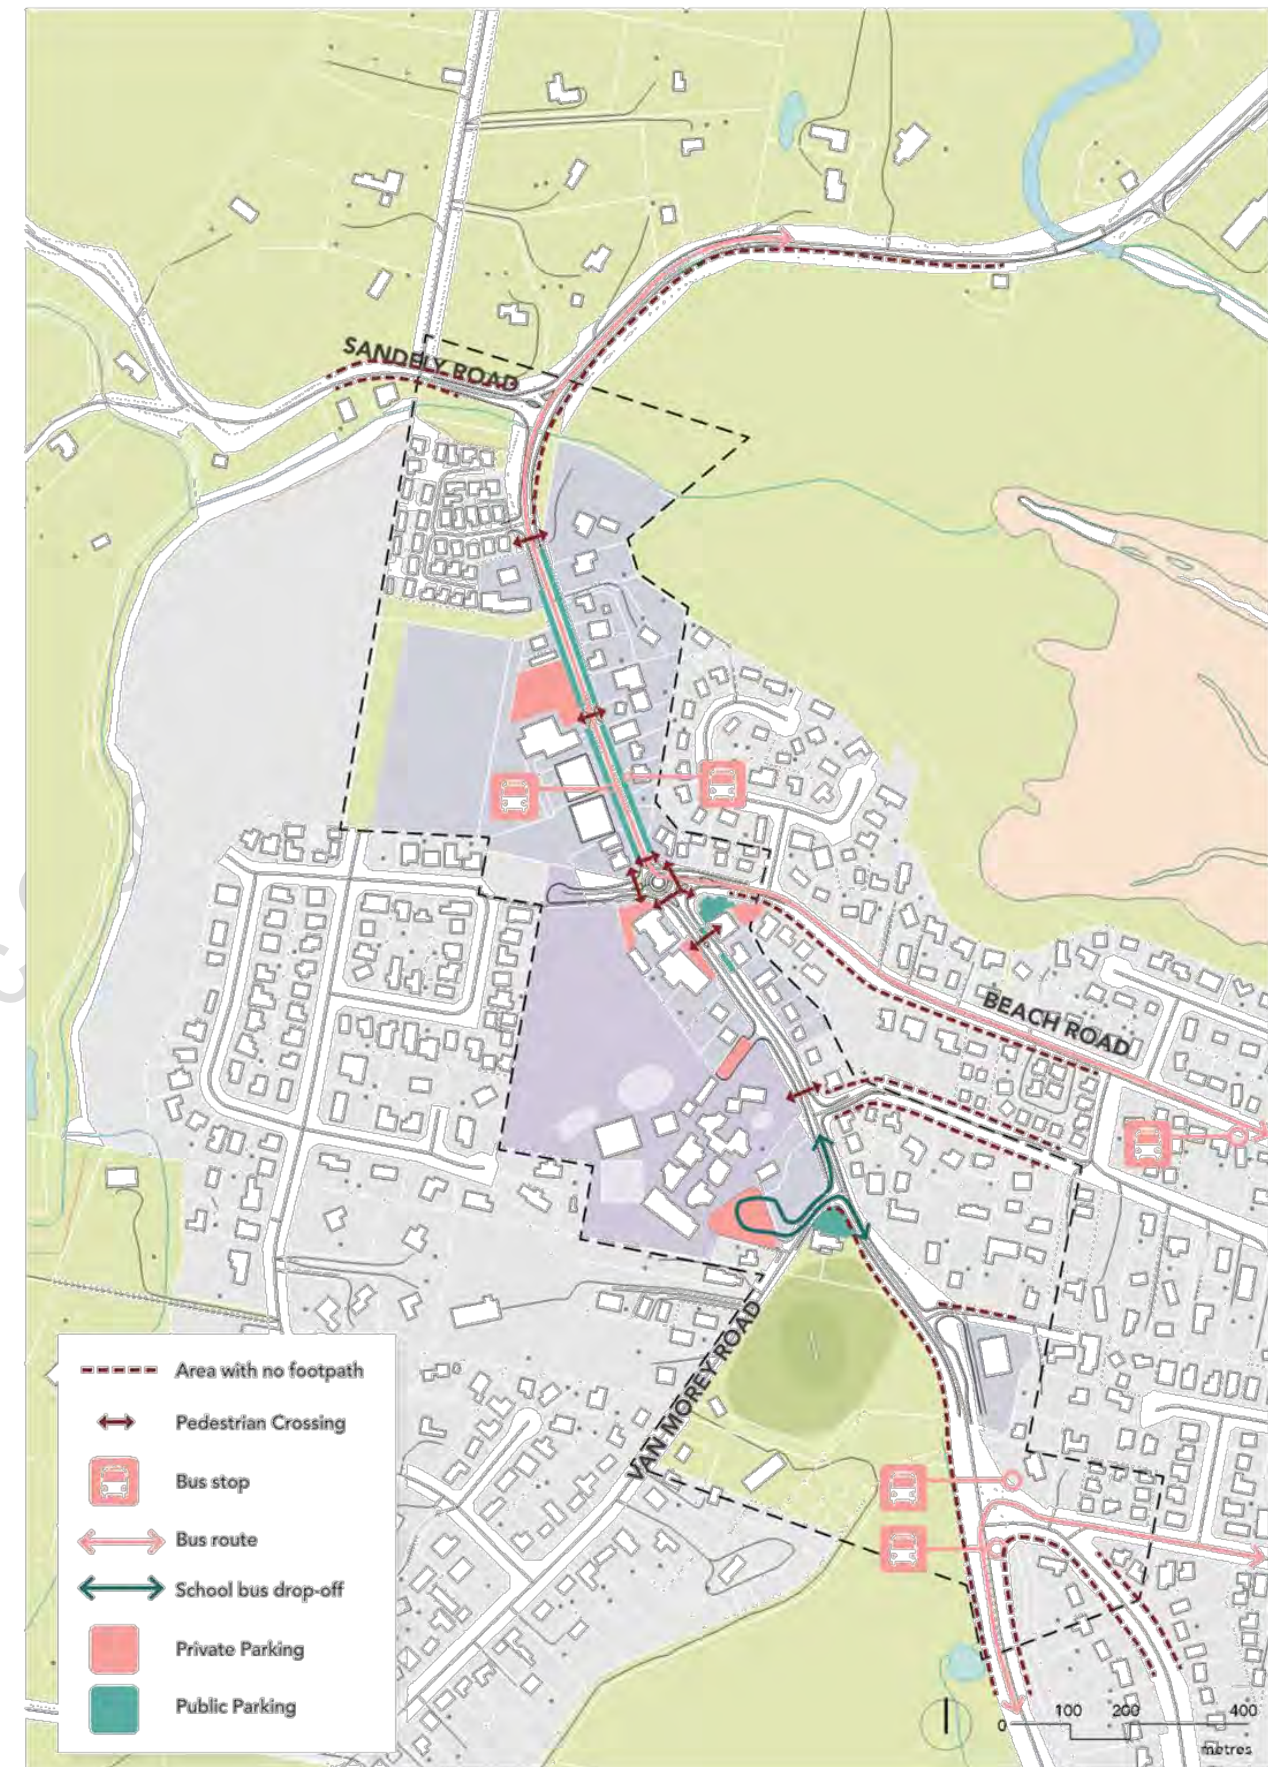 SANDELY ROAD
BEACH ROAD
VAN MOREY ROAD
Area with no footpath
Pedestrian Crossing
Bus stop
Bus route
School bus drop-off
Private Parking
Public Parking
0 100 200 400
metres